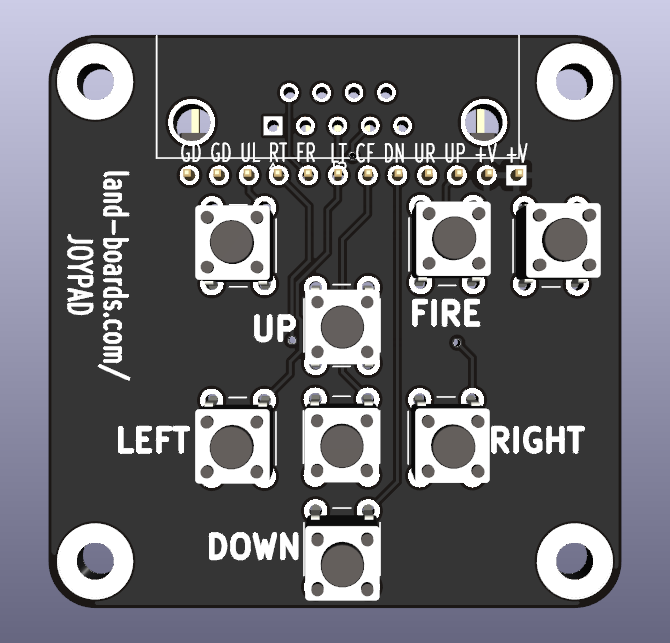 GD GD UL RT FR LT CF DN UR UP +V +V
land-boards.com/
JOYPAD
UP
FIRE
LEFT
RIGHT
DOWN